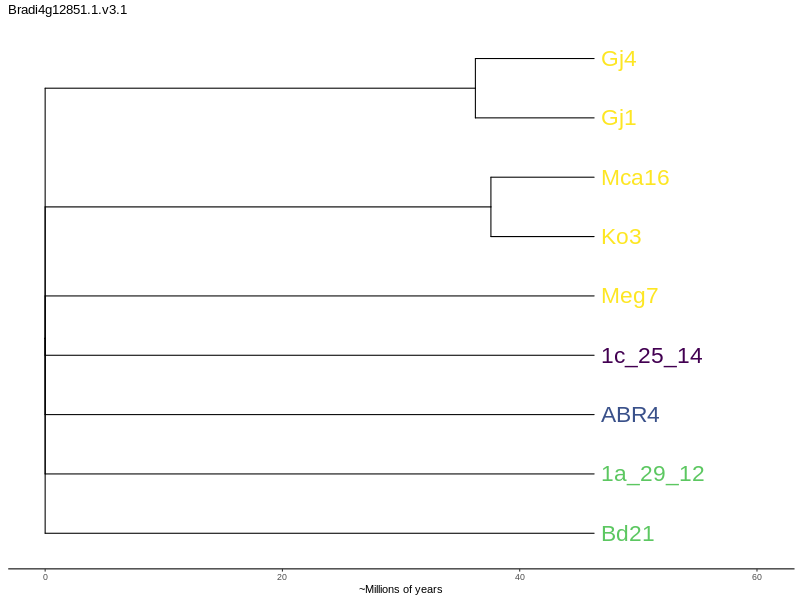 Bradi4g12851.1.v3.1
Gj4
Gj1
Mca16
Ko3
Meg7
1c_25_14
ABR4
1a_29_12
Bd21
0 20 40 60
~Millions of years